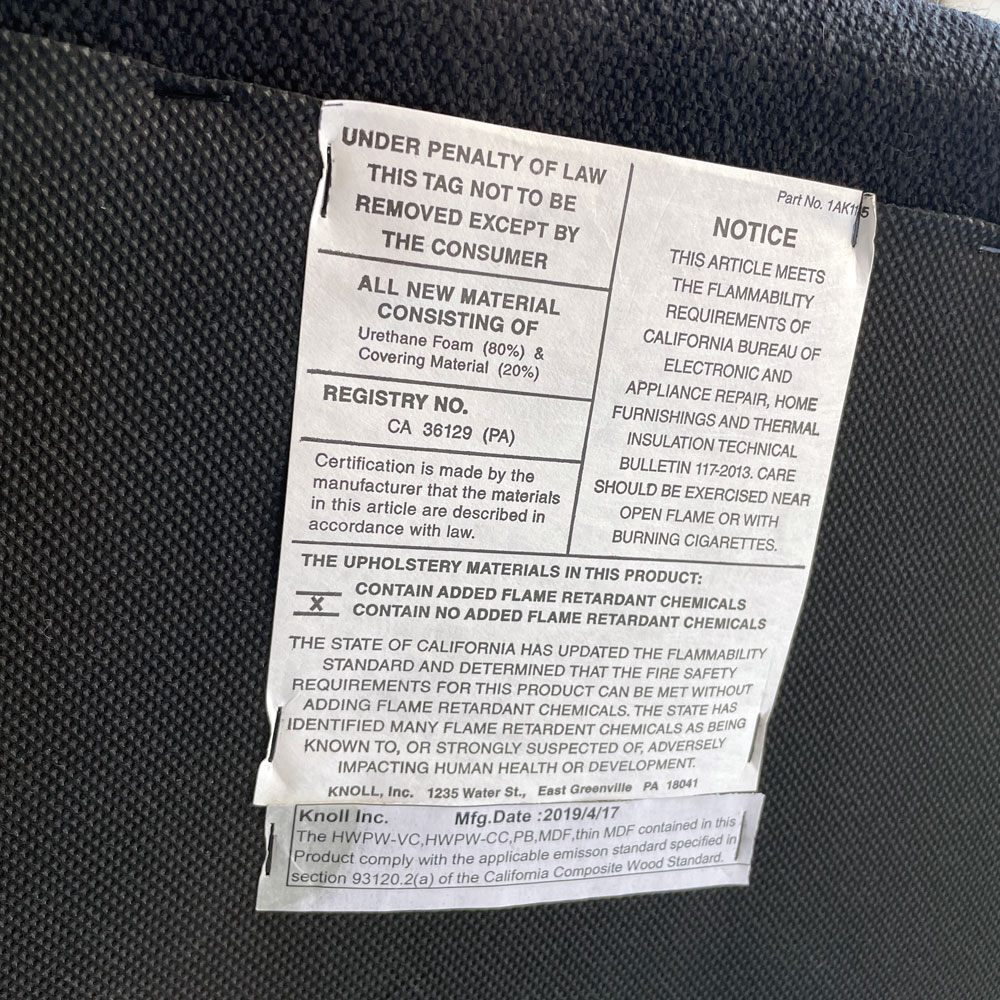 UNDER PENALTY OF LAW
THIS TAG NOT TO BE
REMOVED EXCEPT BY
THE CONSUMER
ALL NEW MATERIAL
CONSISTING OF
Urethane Foam (80%) &
Covering Material (20%)
REGISTRY NO.
CA 36129 (PA)
Certification is made by the
manufacturer that the materials
in this article are described in
accordance with law.
Part No.
NOTICE
THIS ARTICLE MEETS
THE FLAMMABILITY
REQUIREMENTS OF
CALIFORNIA BUREAU OF
ELECTRONIC AND
APPLIANCE REPAIR, HOME
FURNISHINGS AND THERMAL
INSULATION TECHNICAL
BULLETIN 117-2013. CARE
SHOULD BE EXERCISED NEAR
OPEN FLAME OR WITH
BURNING CIGARETTES.
THE UPHOLSTERY MATERIALS IN THIS PRODUCT:
CONTAIN ADDED FLAME RETARDANT CHEMICALS
X CONTAIN NO ADDED FLAME RETARDANT CHEMICALS
THE STATE OF CALIFORNIA HAS UPDATED THE FLAMMABILITY
STANDARD AND DETERMINED THAT THE FIRE SAFETY
REQUIREMENTS FOR THIS PRODUCT CAN BE MET WITHOUT
ADDING FLAME RETARDANT CHEMICALS. THE STATE HAS
IDENTIFIED MANY FLAME RETARDENT CHEMICALS AS BEING
KNOWN TO, OR STRONGLY SUSPECTED OF, ADVERSELY
IMPACTING HUMAN HEALTH OR DEVELOPMENT.
KNOLL, Inc. 1235 Water St., East Greenville PA 18041
Knoll Inc. Mfg.Date :2019/4/17
The HWPW-VC,HWPW-CC,PB,MDF,thin MDF contained in this
Product comply with the applicable emisson standard specified in
section 93120.2(a) of the California Composite Wood Standard.